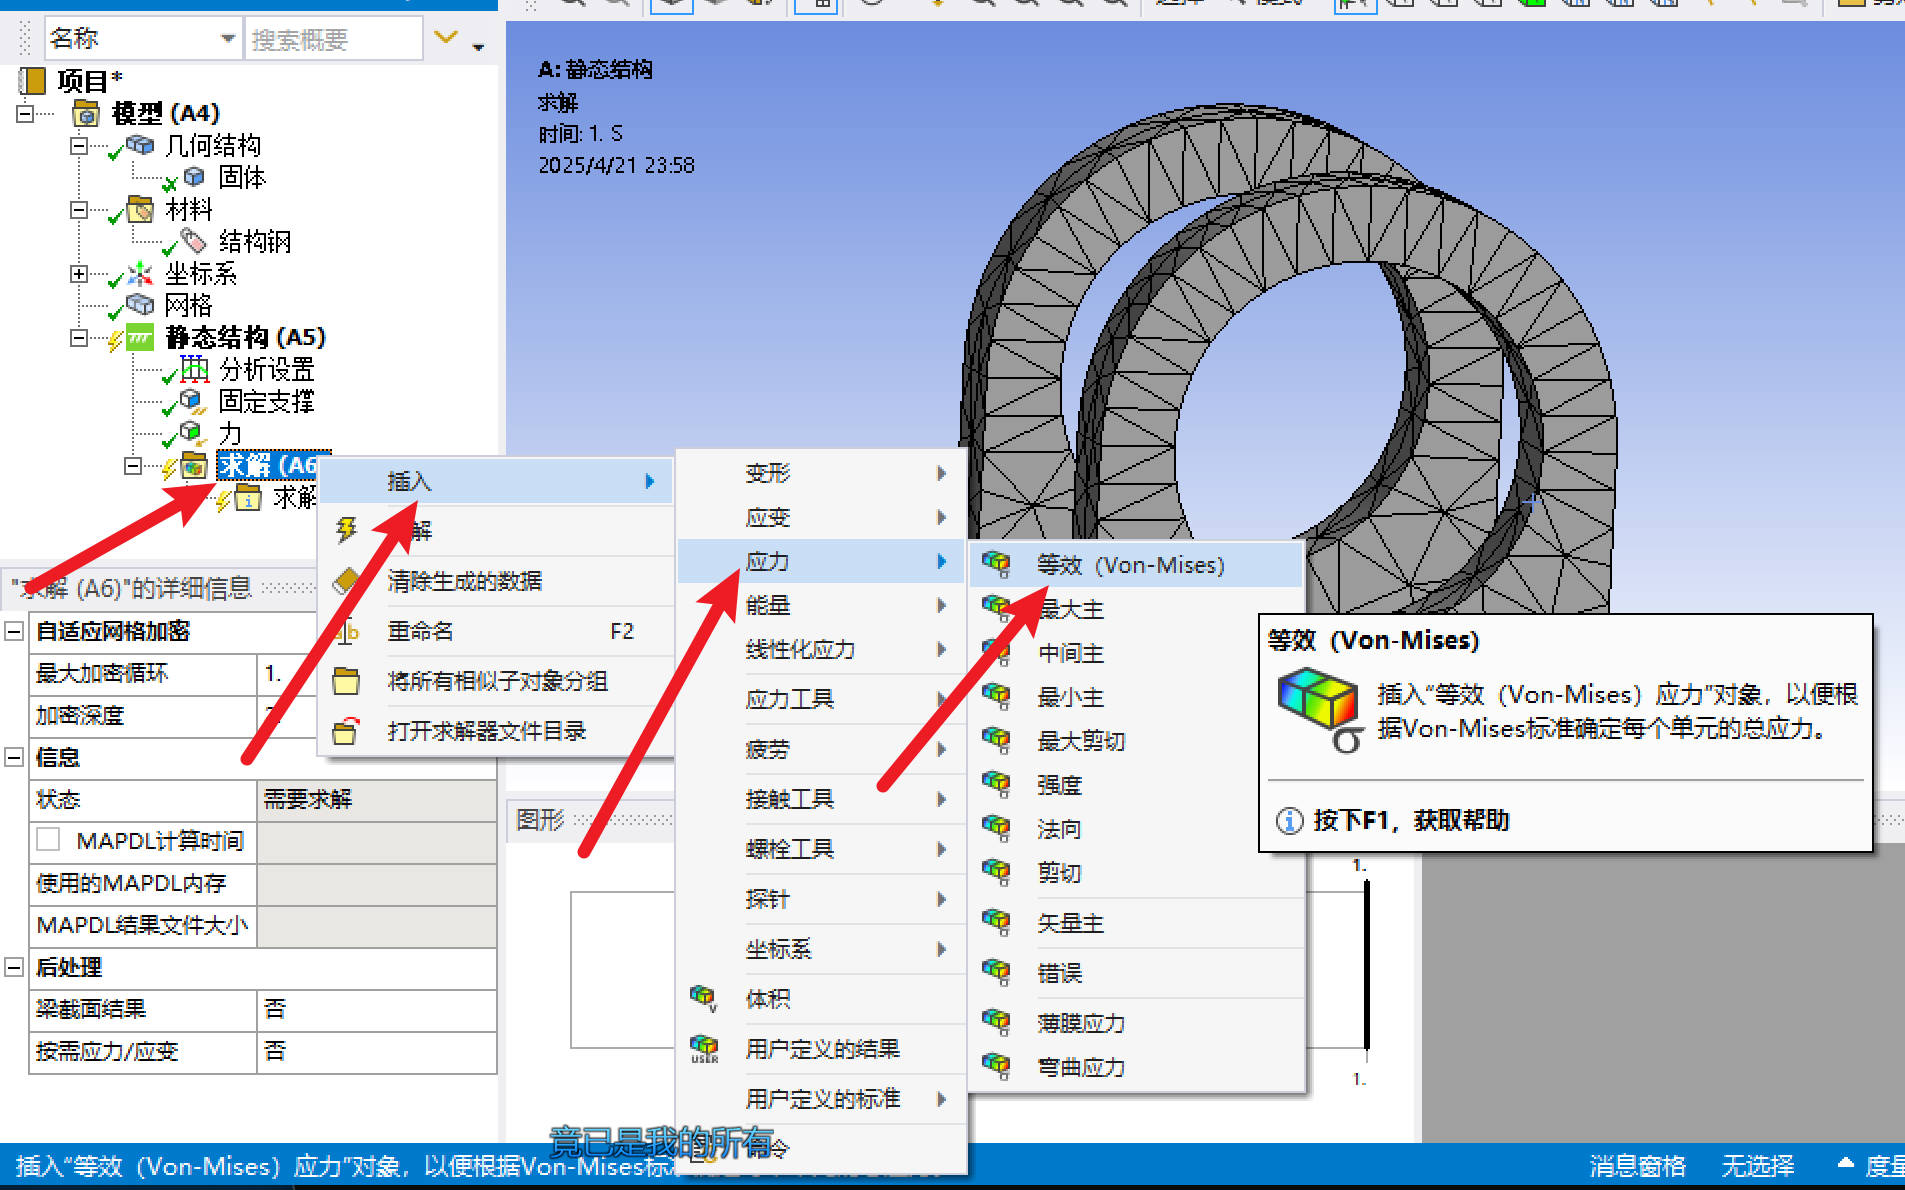 名称
搜索概要
项目*
模型 (A4)
几何结构
固体
材料
结构钢
坐标系
网格
静态结构 (A5)
分析设置
固定支撑
力
求解 (A6
求解
A: 静态结构
求解
时间: 1. S
2025/4/21 23:58
"求解 (A6)"的详细信息
自适应网格加密
最大加密循环 1.
加密深度
信息
状态 需要求解
MAPDL计算时间
使用的MAPDL内存
MAPDL结果文件大小
后处理
梁截面结果 否
按需应力/应变 否
插入
解
清除生成的数据
重命名 F2
将所有相似子对象分组
打开求解器文件目录
变形
应变
应力
能量
线性化应力
应力工具
疲劳
接触工具
螺栓工具
探针
坐标系
体积
用户定义的结果
用户定义的标准
令
等效（Von-Mises）
最大主
中间主
最小主
最大剪切
强度
法向
剪切
矢量主
错误
薄膜应力
弯曲应力
等效（Von-Mises）
插入“等效（Von-Mises）应力”对象，以便根
据Von-Mises标准确定每个单元的总应力。
按下F1，获取帮助
图形
1.
1.
竟已是我的所有
插入“等效（Von-Mises）应力”对象，以便根据Von-Mises标
消息窗格
无选择
度量